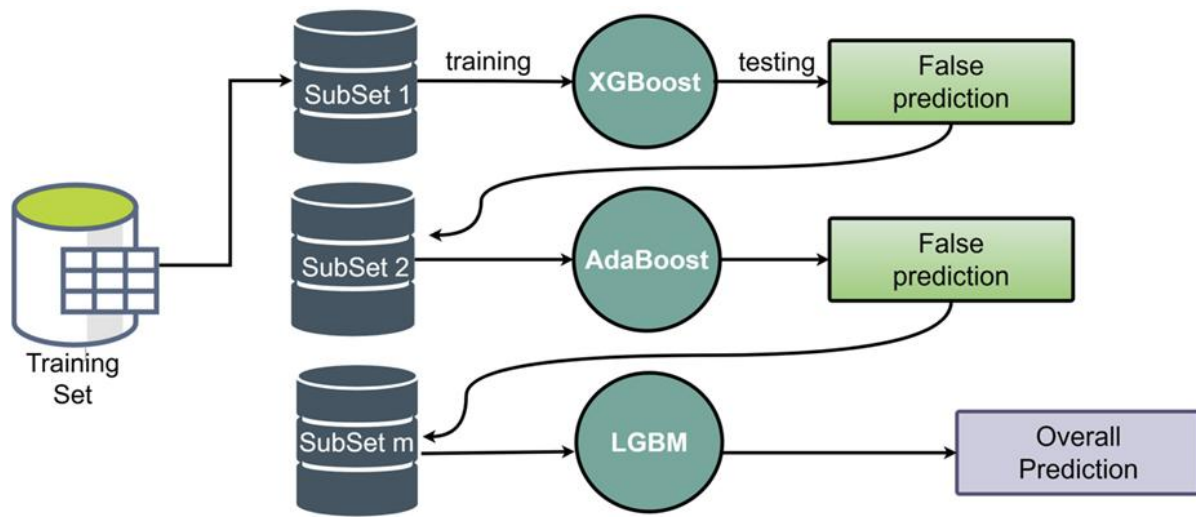 training
testing
SubSet 1
XGBoost
False
prediction
SubSet 2
AdaBoost
False
prediction
Training
Set
SubSet m
LGBM
Overall
Prediction